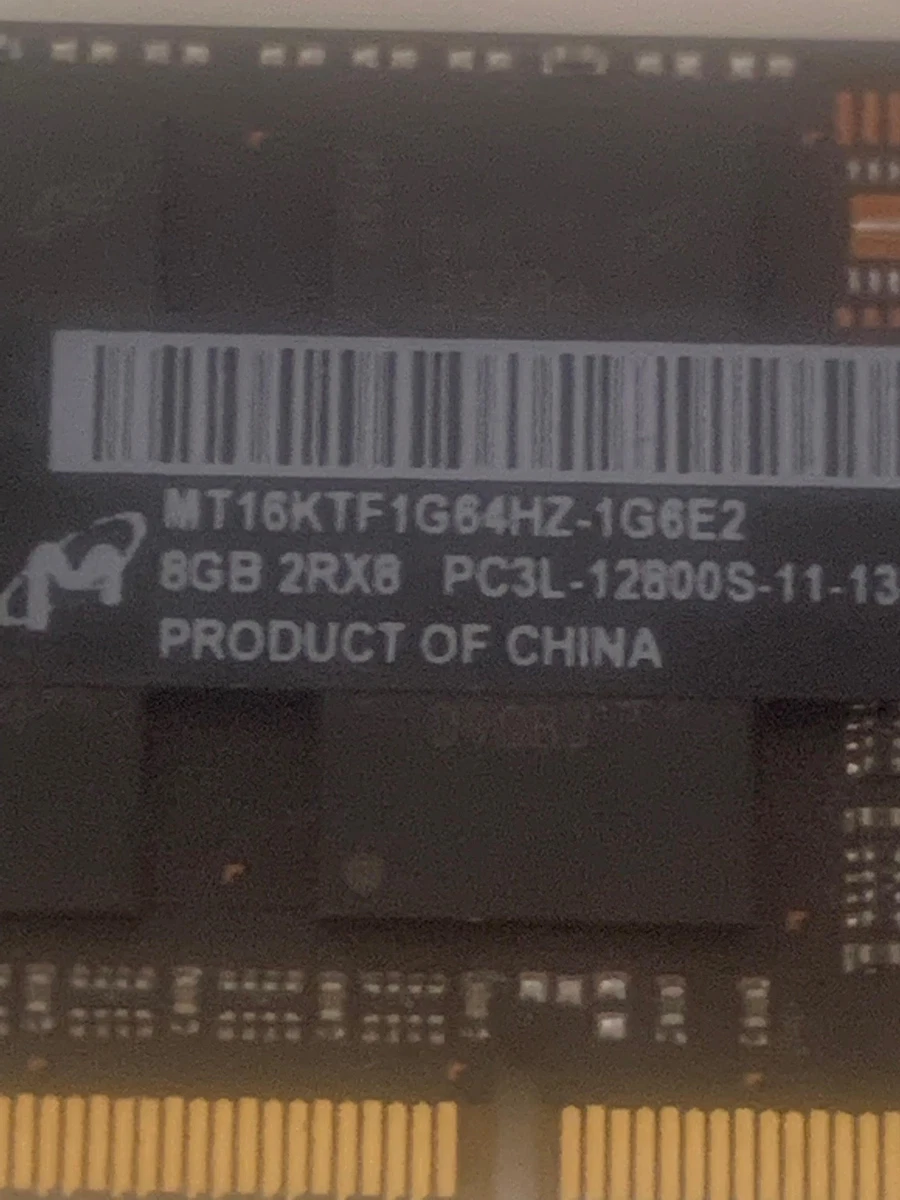 MT16KTF1G64HZ-1G6E2
8GB 2RX8 PC3L-12800S-11-13
PRODUCT OF CHINA